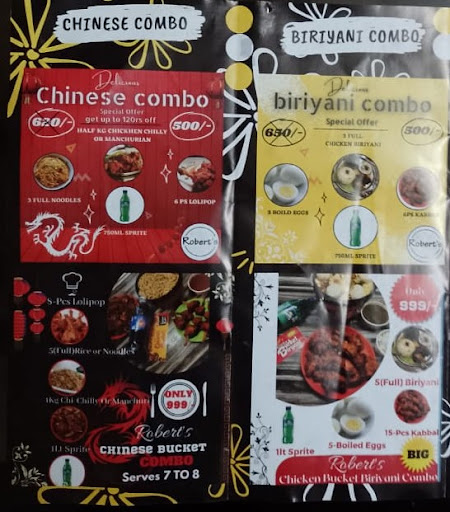 CHINESE COMBO
Delicious
Chinese combo
Special Offer
get up to 120rs off
620/-
500/-
HALF KG CHICKHEN CHILLY
OR MANCHURIAN
3 FULL NOODLES
6 PS LOLIPOP
750ML SPRITE
Robert's
8-Pcs Lolipop
5(Full)Rice or Noodles
1Kg Chi-Chilly Or Manchuri
1Lt Sprite
ONLY
999
Robert's
CHINESE BUCKET
COMBO
Serves 7 TO 8
BIRIYANI COMBO
Delicious
biriyani combo
Special Offer
650/-
500/-
3 FULL
CHICKEN BIRIYANI
3 BOILD EGGS
6PS KABBAB
750ML SPRITE
Robert's
Only
999/-
5(Full) Biriyani
15-Pcs Kabbab
5-Boiled Eggs
1lt Sprite
BIG
Robert's
Chicken Bucket Biriyani Combo